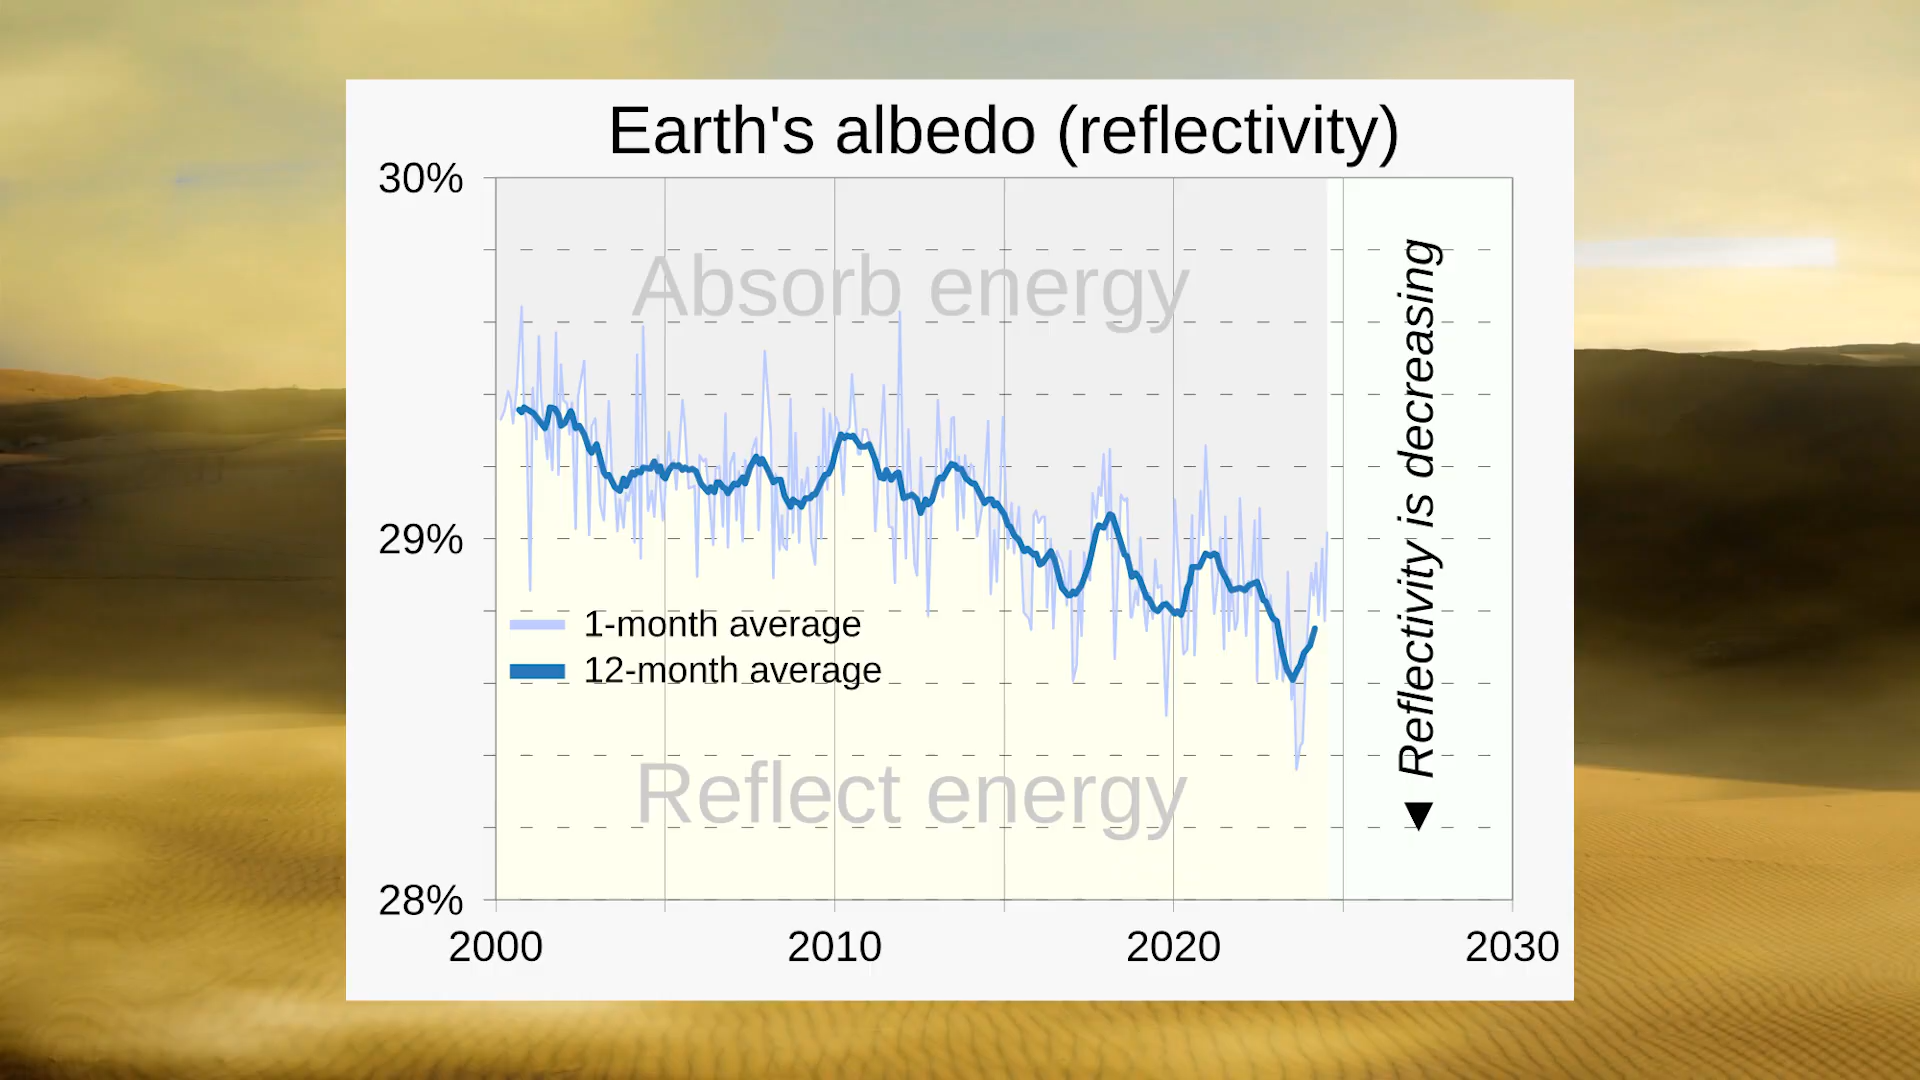 Earth's albedo (reflectivity)
30%
Absorb energy
29%
1-month average
12-month average
Reflect energy
28%
2000 2010 2020 2030
◀ Reflectivity is decreasing